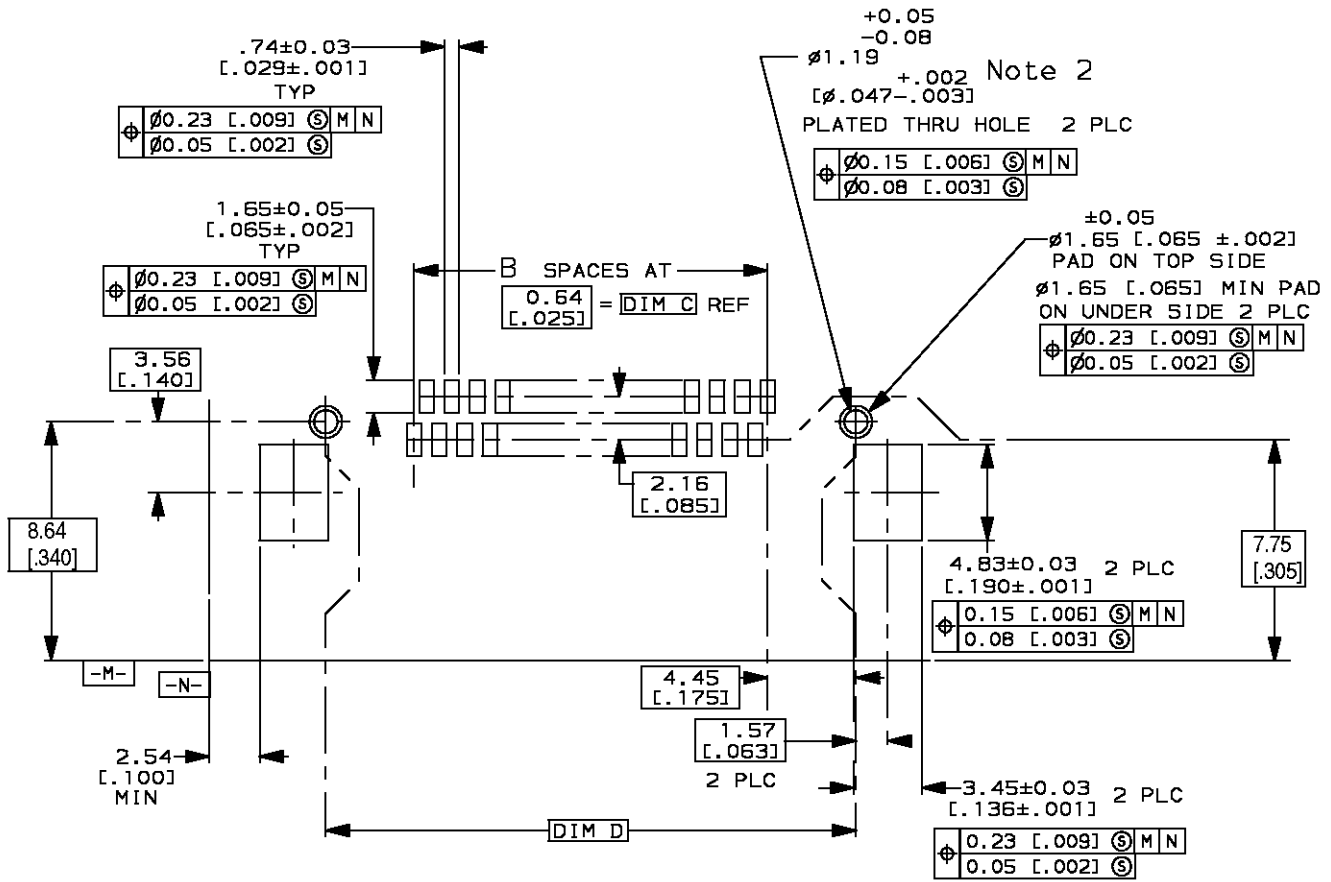 .74±0.03
[.029±.001]
TYP
⌖ Ø0.23 [.009] Ⓢ M N
Ø0.05 [.002] Ⓢ
+0.05
-0.08
ø1.19
+.002 Note 2
[ø.047-.003]
PLATED THRU HOLE 2 PLC
⌖ Ø0.15 [.006] Ⓢ M N
Ø0.08 [.003] Ⓢ
1.65±0.05
[.065±.002]
TYP
⌖ Ø0.23 [.009] Ⓢ M N
Ø0.05 [.002] Ⓢ
B SPACES AT
0.64
[.025] = DIM C REF
±0.05
ø1.65 [.065 ±.002]
PAD ON TOP SIDE
ø1.65 [.065] MIN PAD
ON UNDER SIDE 2 PLC
⌖ Ø0.23 [.009] Ⓢ M N
Ø0.05 [.002] Ⓢ
3.56
[.140]
2.16
[.085]
8.64
[.340]
7.75
[.305]
4.83±0.03 2 PLC
[.190±.001]
⌖ 0.15 [.006] Ⓢ M N
0.08 [.003] Ⓢ
-M-
-N-
4.45
[.175]
1.57
[.063]
2 PLC
2.54
[.100]
MIN
3.45±0.03 2 PLC
[.136±.001]
DIM D
⌖ 0.23 [.009] Ⓢ M N
0.05 [.002] Ⓢ